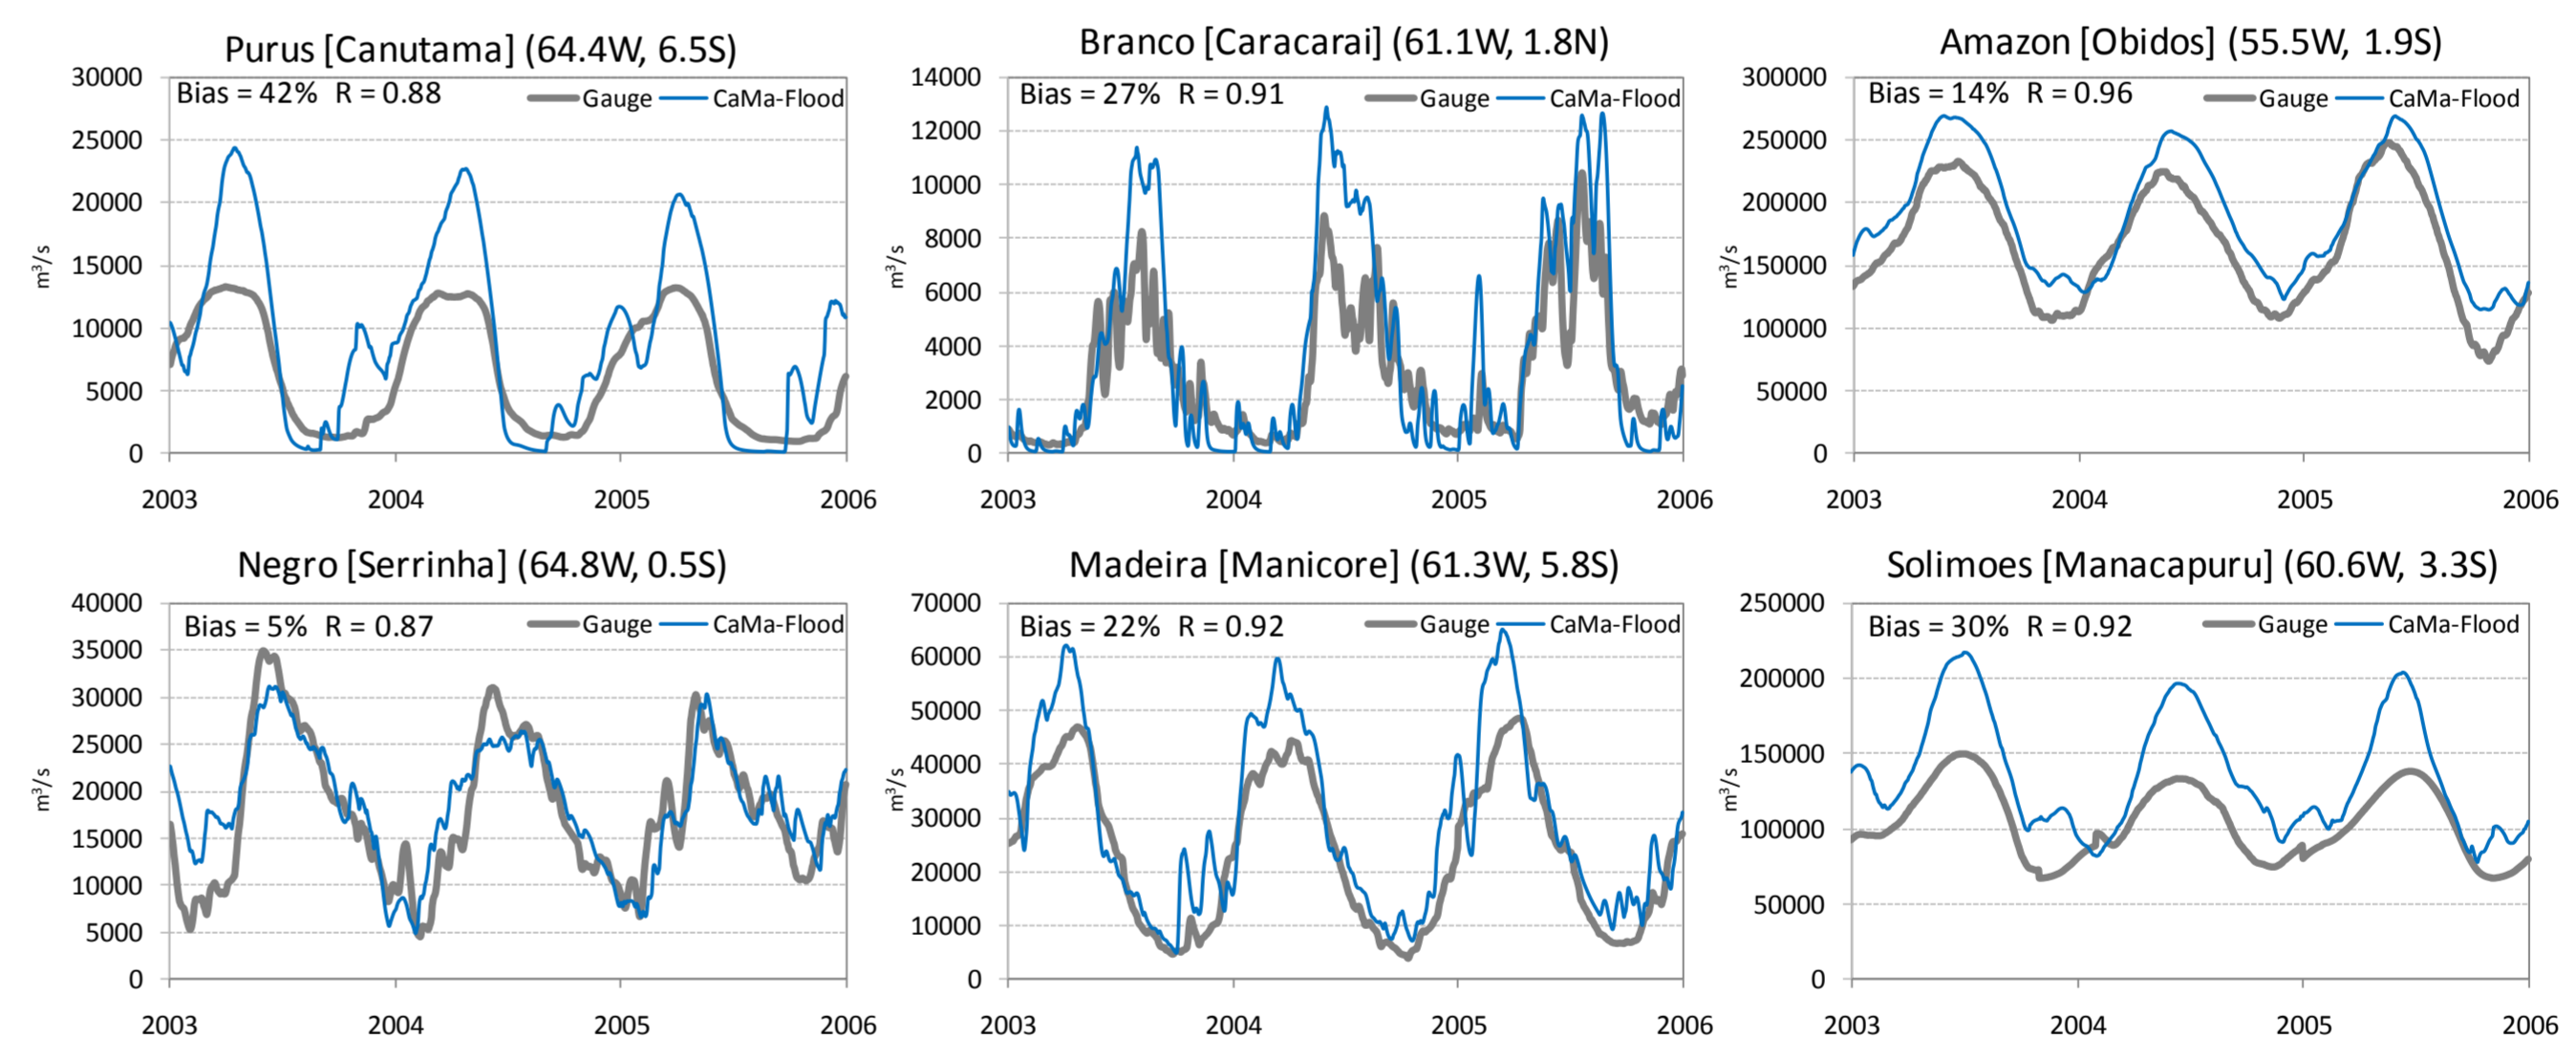 Purus [Canutama] (64.4W, 6.5S)
Bias = 42% R = 0.88
Gauge
CaMa-Flood
30000
25000
20000
15000
10000
5000
0
m³/s
2003
2004
2005
2006
Branco [Caracarai] (61.1W, 1.8N)
Bias = 27% R = 0.91
Gauge
CaMa-Flood
14000
12000
10000
8000
6000
4000
2000
0
m³/s
2003
2004
2005
2006
Amazon [Obidos] (55.5W, 1.9S)
Bias = 14% R = 0.96
Gauge
CaMa-Flood
300000
250000
200000
150000
100000
50000
0
m³/s
2003
2004
2005
2006
Negro [Serrinha] (64.8W, 0.5S)
Bias = 5% R = 0.87
Gauge
CaMa-Flood
40000
35000
30000
25000
20000
15000
10000
5000
0
m³/s
2003
2004
2005
2006
Madeira [Manicore] (61.3W, 5.8S)
Bias = 22% R = 0.92
Gauge
CaMa-Flood
70000
60000
50000
40000
30000
20000
10000
0
m³/s
2003
2004
2005
2006
Solimoes [Manacapuru] (60.6W, 3.3S)
Bias = 30% R = 0.92
Gauge
CaMa-Flood
250000
200000
150000
100000
50000
0
m³/s
2003
2004
2005
2006